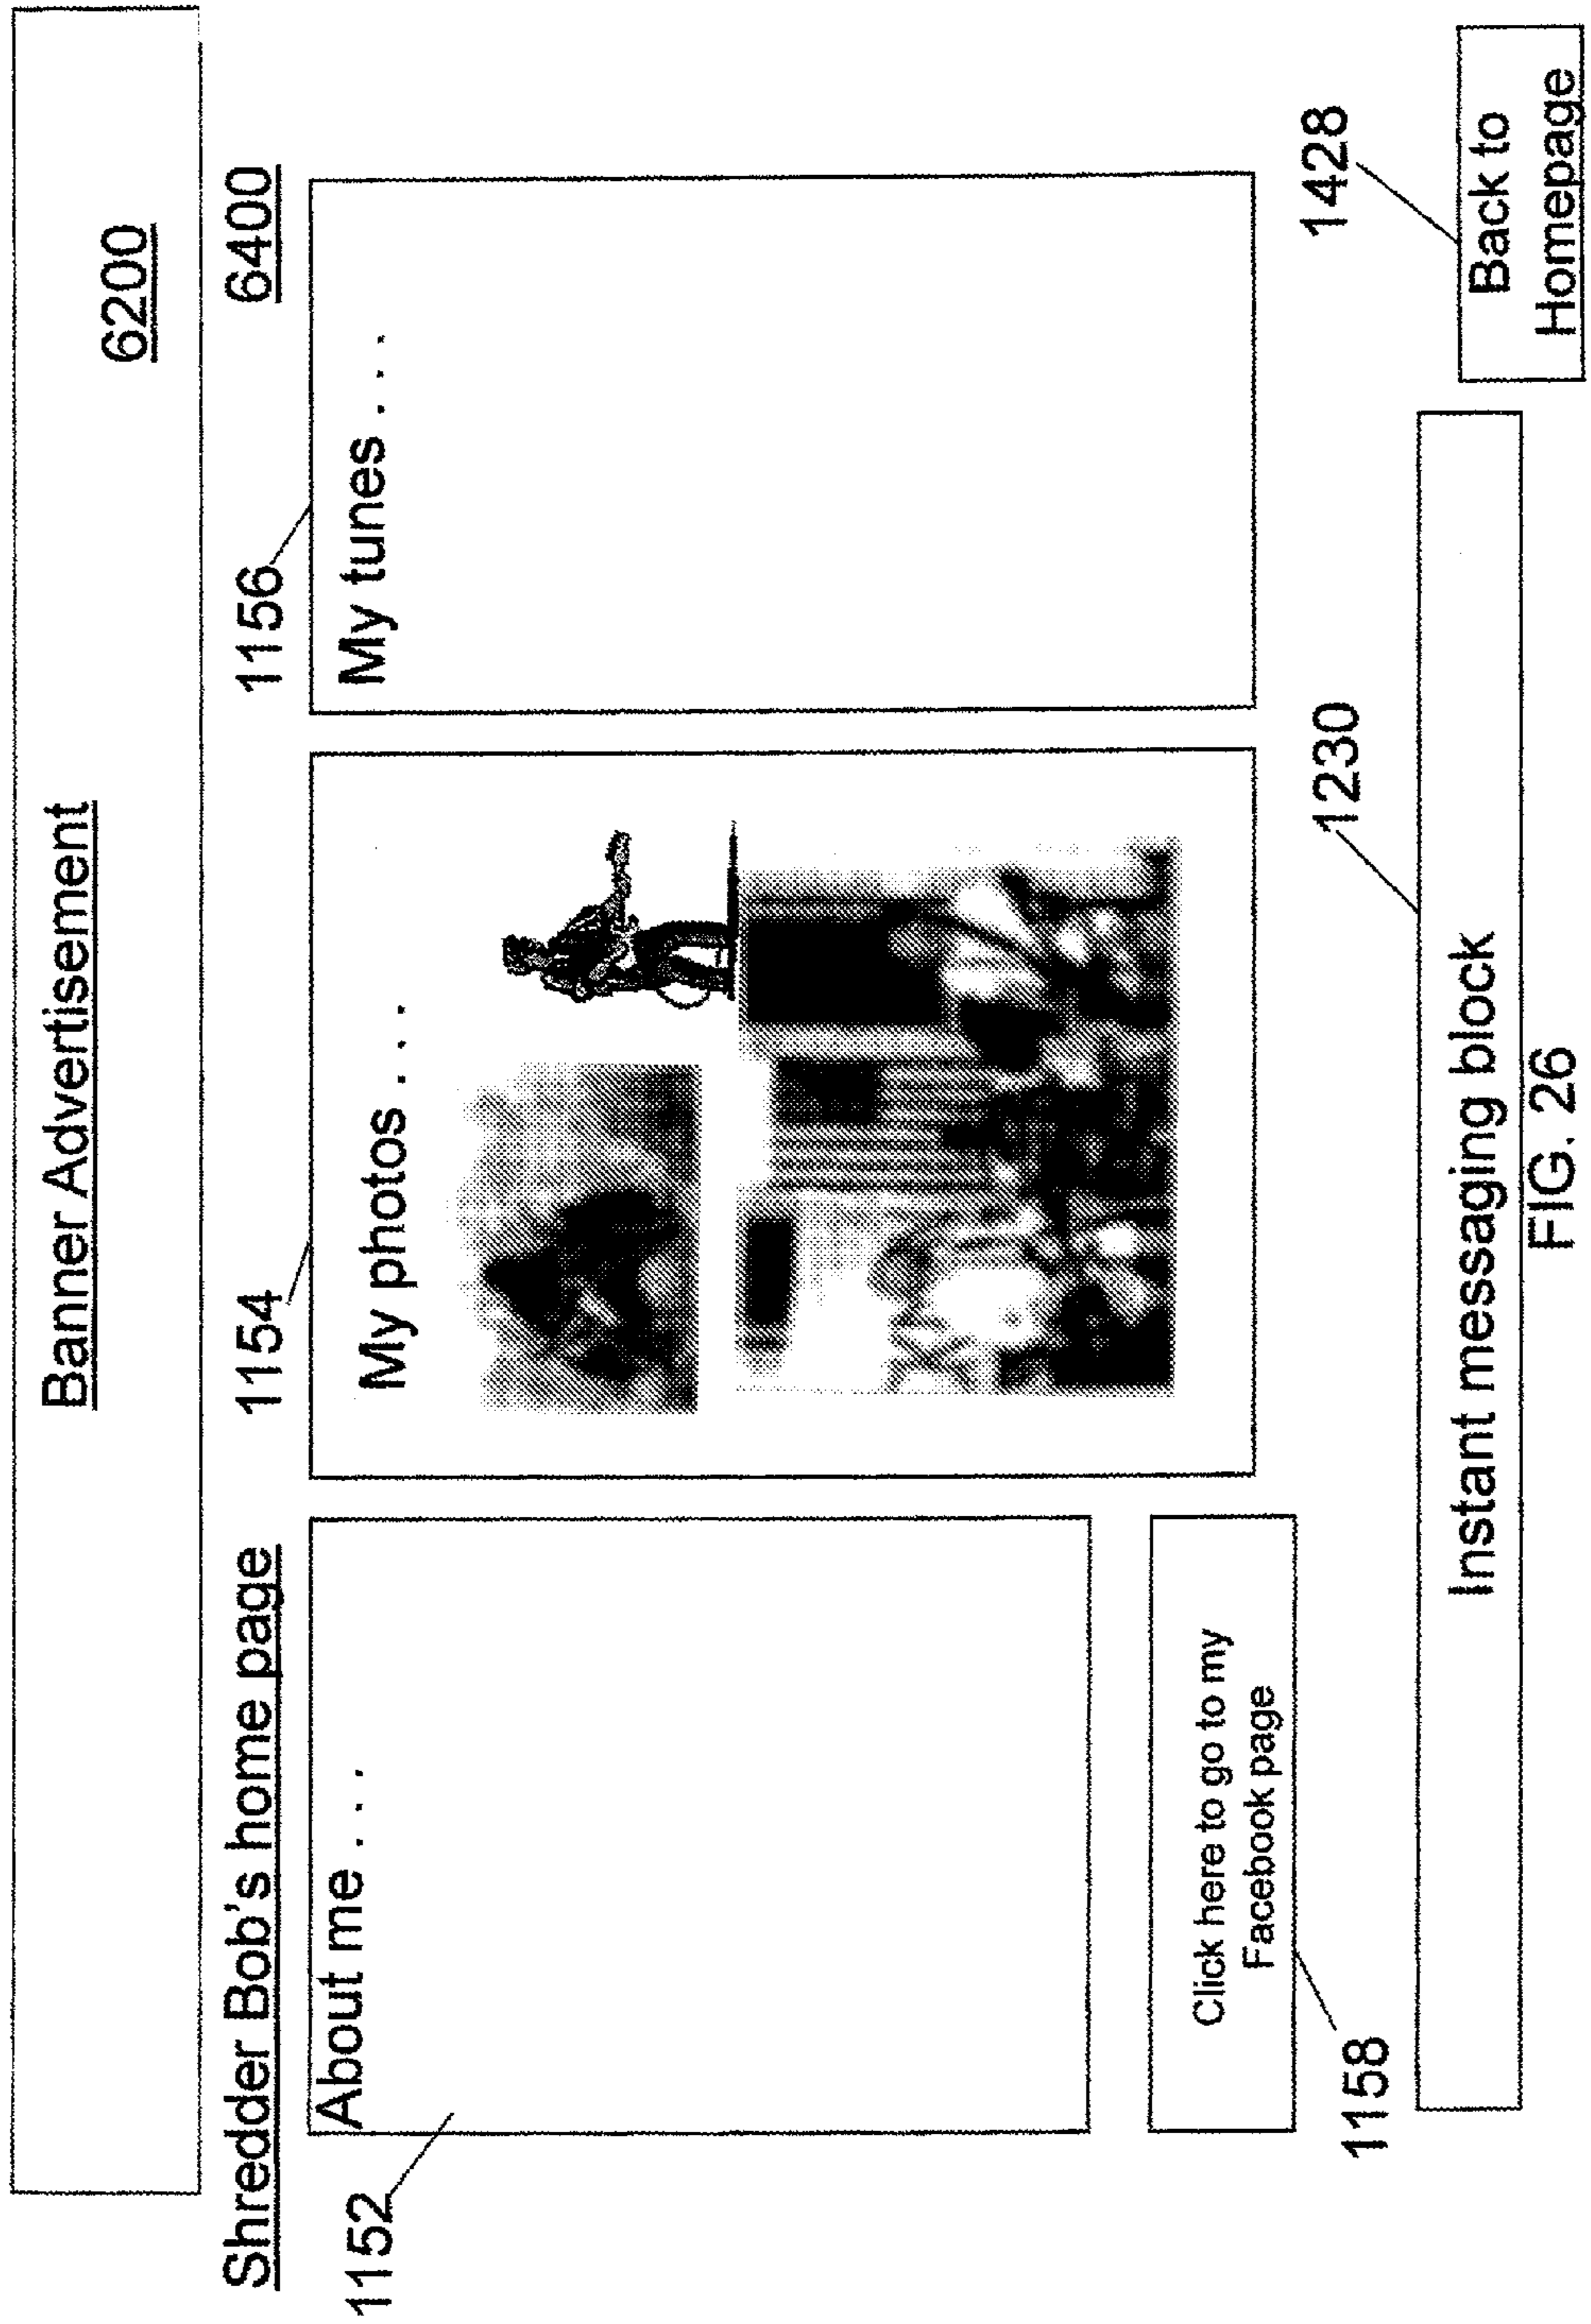 Banner Advertisement
6200
Shredder Bob's home page
6400
1152
1154
1156
About me . . .
My photos . . .
My tunes . . .
Click here to go to my
Facebook page
1158
1230
1428
Instant messaging block
Back to
Homepage
FIG. 26